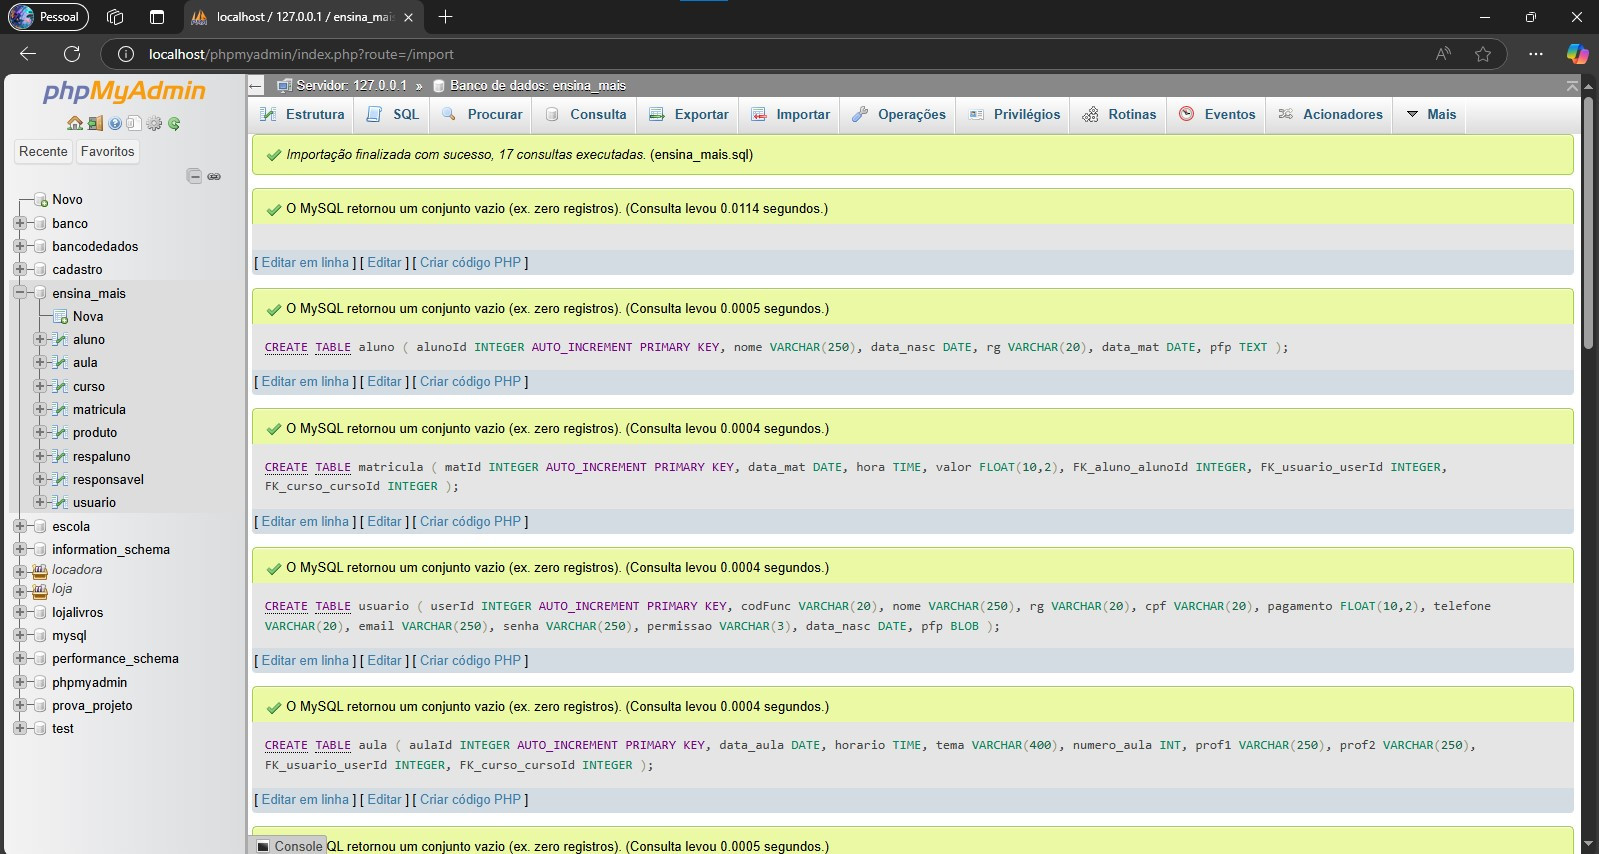 Pessoal
localhost / 127.0.0.1 / ensina_mai
localhost/phpmyadmin/index.php?route=/import
phpMyAdmin
Recente Favoritos
Novo
banco
bancodedados
cadastro
ensina_mais
Nova
aluno
aula
curso
matricula
produto
respaluno
responsavel
usuario
escola
information_schema
locadora
loja
lojalivros
mysql
performance_schema
phpmyadmin
prova_projeto
test
Servidor: 127.0.0.1 » Banco de dados: ensina_mais
Estrutura SQL Procurar Consulta Exportar Importar Operações Privilégios Rotinas Eventos Acionadores Mais
Importação finalizada com sucesso, 17 consultas executadas. (ensina_mais.sql)
O MySQL retornou um conjunto vazio (ex. zero registros). (Consulta levou 0.0114 segundos.)
[ Editar em linha ] [ Editar ] [ Criar código PHP ]
O MySQL retornou um conjunto vazio (ex. zero registros). (Consulta levou 0.0005 segundos.)
CREATE TABLE aluno ( alunoId INTEGER AUTO_INCREMENT PRIMARY KEY, nome VARCHAR(250), data_nasc DATE, rg VARCHAR(20), data_mat DATE, pfp TEXT );
[ Editar em linha ] [ Editar ] [ Criar código PHP ]
O MySQL retornou um conjunto vazio (ex. zero registros). (Consulta levou 0.0004 segundos.)
CREATE TABLE matricula ( matId INTEGER AUTO_INCREMENT PRIMARY KEY, data_mat DATE, hora TIME, valor FLOAT(10,2), FK_aluno_alunoId INTEGER, FK_usuario_userId INTEGER,
FK_curso_cursoId INTEGER );
[ Editar em linha ] [ Editar ] [ Criar código PHP ]
O MySQL retornou um conjunto vazio (ex. zero registros). (Consulta levou 0.0004 segundos.)
CREATE TABLE usuario ( userId INTEGER AUTO_INCREMENT PRIMARY KEY, codFunc VARCHAR(20), nome VARCHAR(250), rg VARCHAR(20), cpf VARCHAR(20), pagamento FLOAT(10,2), telefone
VARCHAR(20), email VARCHAR(250), senha VARCHAR(250), permissao VARCHAR(3), data_nasc DATE, pfp BLOB );
[ Editar em linha ] [ Editar ] [ Criar código PHP ]
O MySQL retornou um conjunto vazio (ex. zero registros). (Consulta levou 0.0004 segundos.)
CREATE TABLE aula ( aulaId INTEGER AUTO_INCREMENT PRIMARY KEY, data_aula DATE, horario TIME, tema VARCHAR(400), numero_aula INT, prof1 VARCHAR(250), prof2 VARCHAR(250),
FK_usuario_userId INTEGER, FK_curso_cursoId INTEGER );
[ Editar em linha ] [ Editar ] [ Criar código PHP ]
Console QL retornou um conjunto vazio (ex. zero registros). (Consulta levou 0.0005 segundos.)